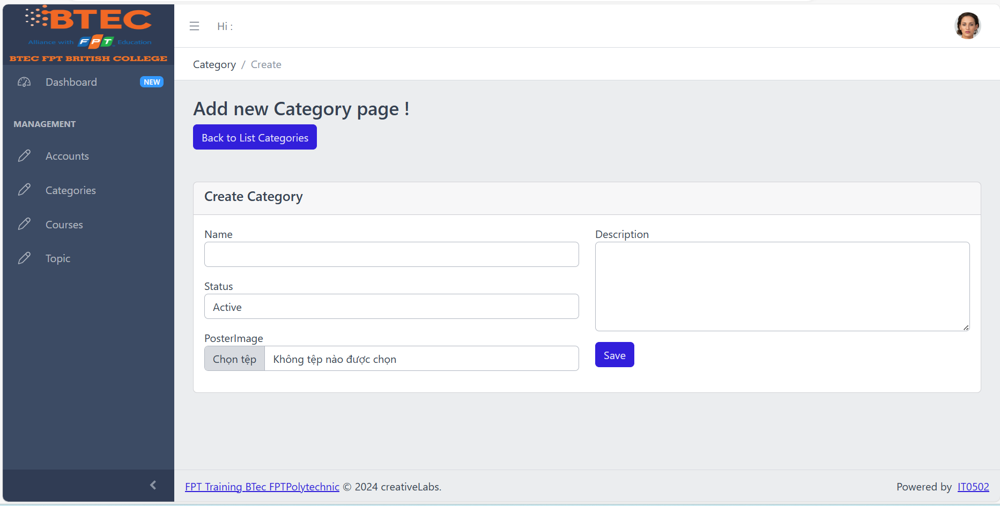 BTEC
Alliance with FPT Education
BTEC FPT BRITISH COLLEGE
Dashboard NEW
MANAGEMENT
Accounts
Categories
Courses
Topic
Hi :
Category / Create
Add new Category page !
Back to List Categories
Create Category
Name
Status
Active
PosterImage
Chọn tệp Không tệp nào được chọn
Description
Save
FPT Training BTec FPTPolytechnic © 2024 creativeLabs.
Powered by IT0502